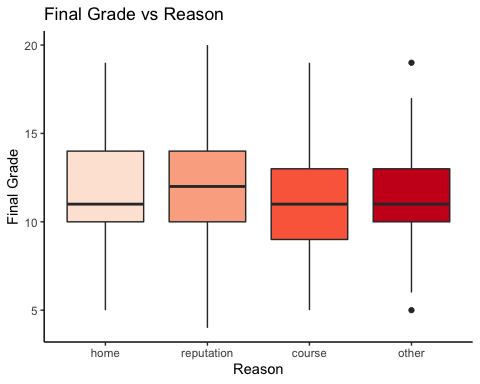 Final Grade vs Reason
20
15
10
5
Final Grade
home reputation course other
Reason